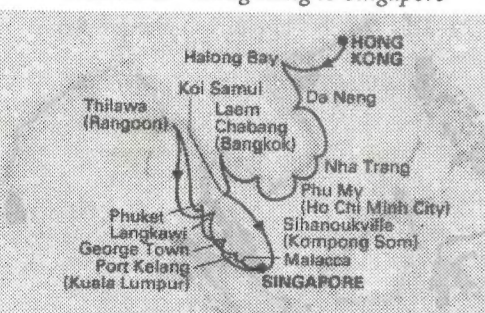 Singapore
HONG
KONG
Halong Bay
Koi Samui
Da Nang
Thilawa
(Rangoon)
Laem
Chabang
(Bangkok)
Nha Trang
Phu My
(Ho Chi Minh City)
Phuket
Sihanoukville
(Kompong Som)
Langkawi
George Town
Port Kelang
(Kuala Lumpur)
Malacca
SINGAPORE